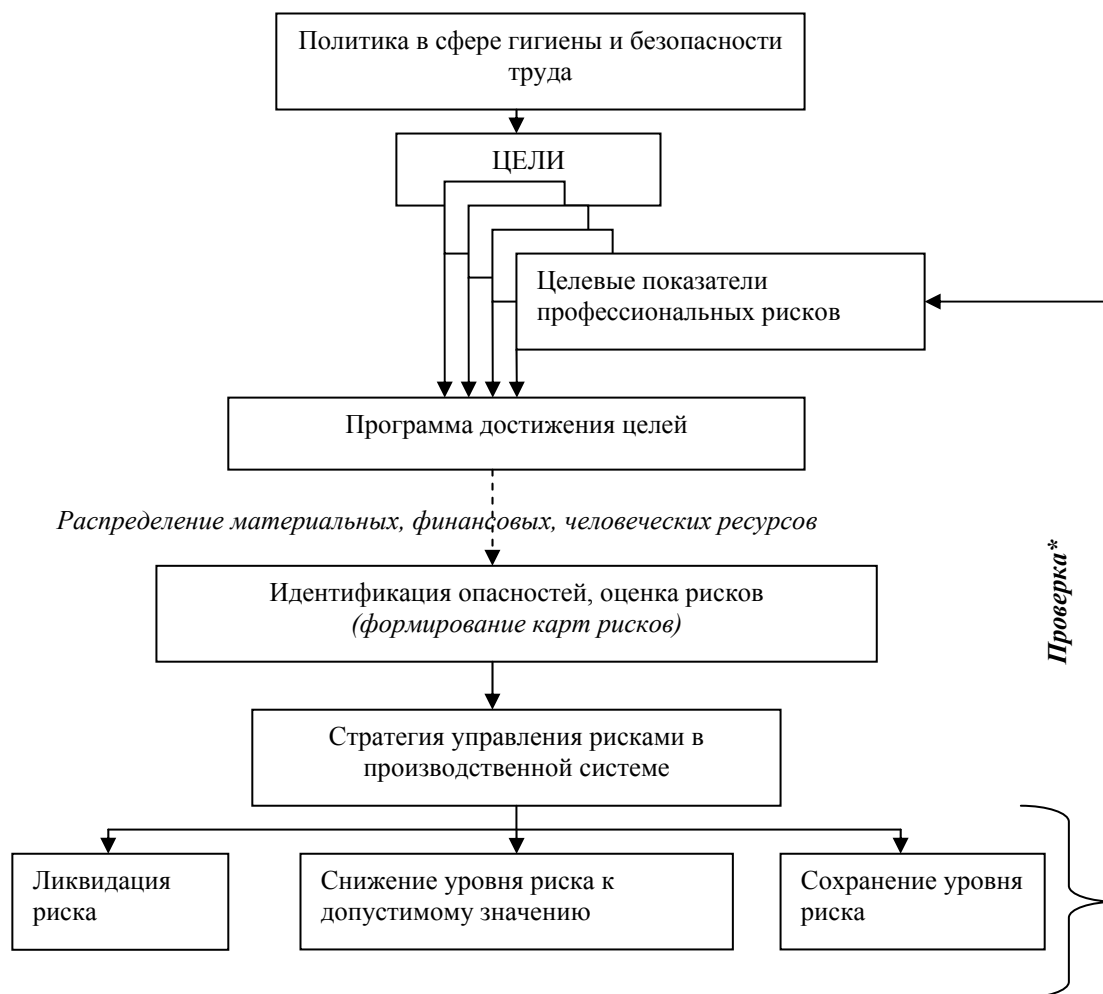 Политика в сфере гигиены и безопасности
труда
ЦЕЛИ
Целевые показатели
профессиональных рисков
Программа достижения целей
Распределение материальных, финансовых, человеческих ресурсов
Идентификация опасностей, оценка рисков
(формирование карт рисков)
Проверка*
Стратегия управления рисками в
производственной системе
Ликвидация
риска
Снижение уровня риска к
допустимому значению
Сохранение уровня
риска